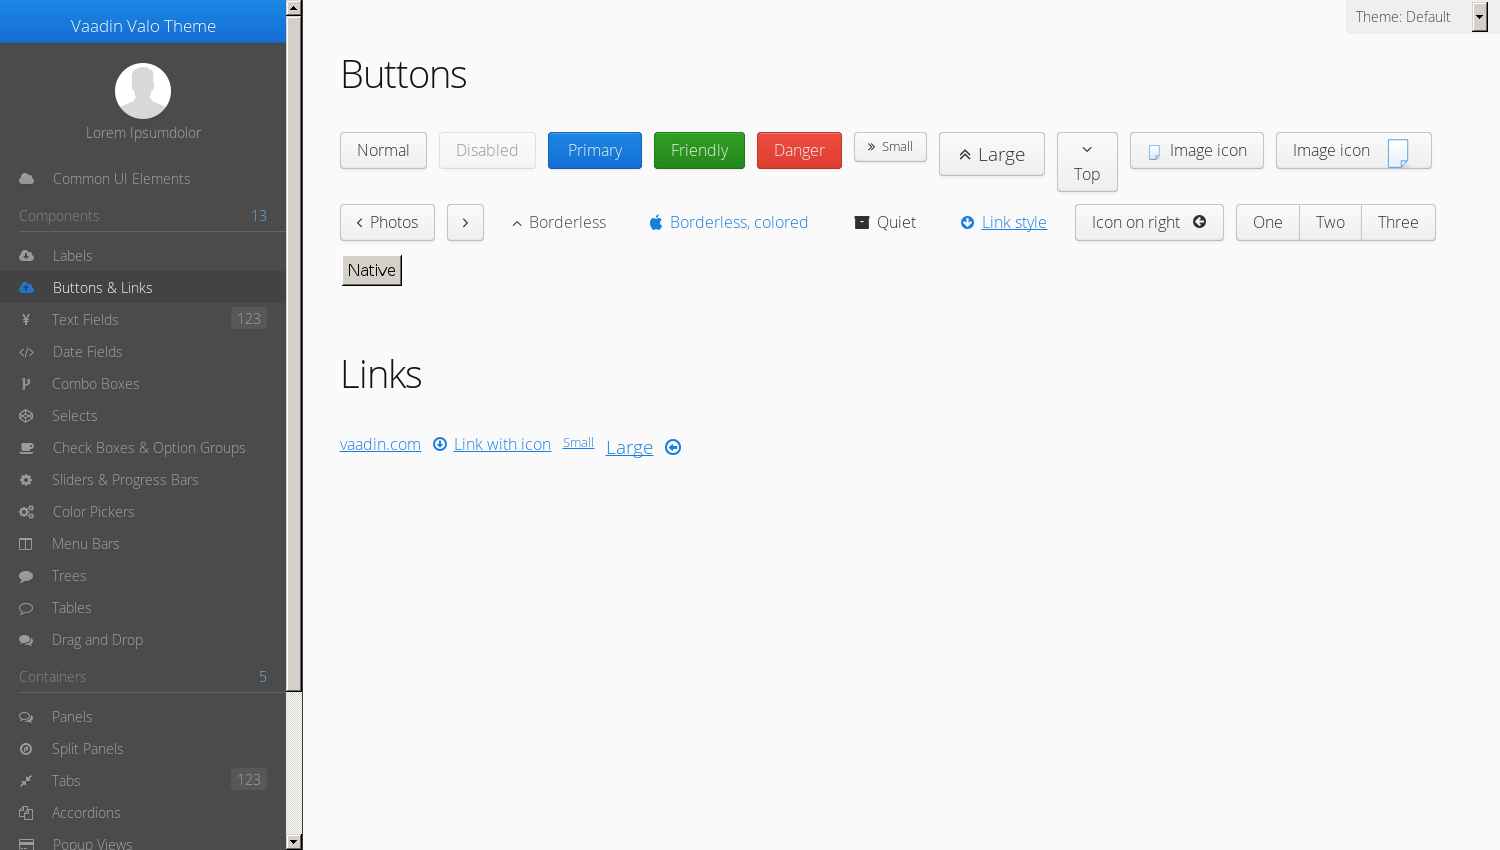 Vaadin Valo Theme
Lorem Ipsumdolor
Common UI Elements
Components 13
Labels
Buttons & Links
Text Fields 123
Date Fields
Combo Boxes
Selects
Check Boxes & Option Groups
Sliders & Progress Bars
Color Pickers
Menu Bars
Trees
Tables
Drag and Drop
Containers 5
Panels
Split Panels
Tabs 123
Accordions
Popup Views
Theme: Default
Buttons
Normal Disabled Primary Friendly Danger Small Large Top Image icon Image icon
Photos Borderless Borderless, colored Quiet Link style Icon on right One Two Three
Native
Links
vaadin.com Link with icon Small Large